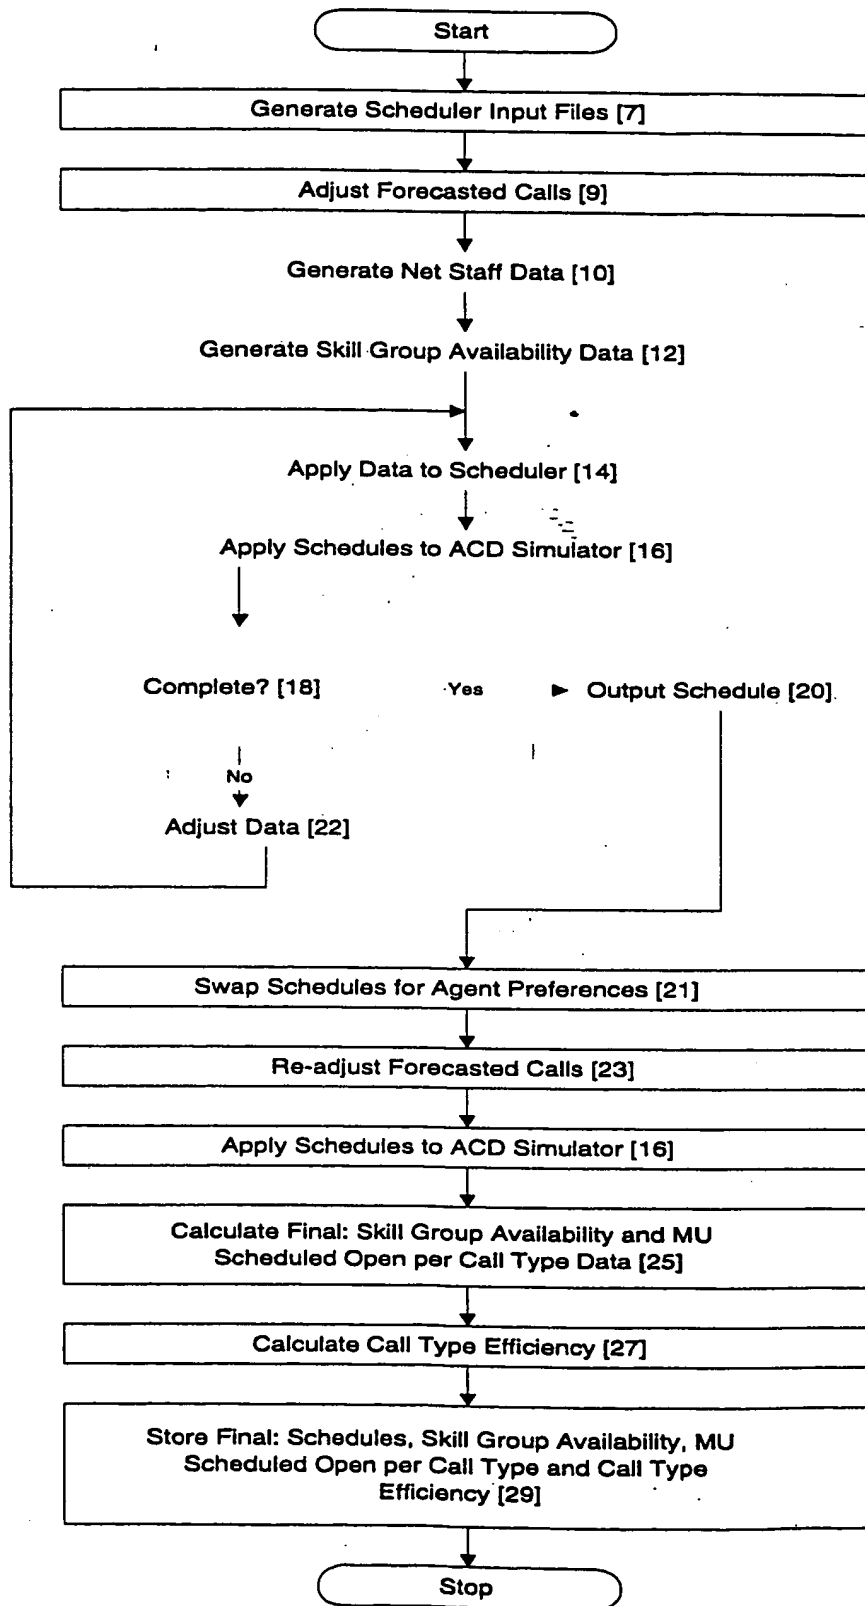 Start
Generate Scheduler Input Files [7]
Adjust Forecasted Calls [9]
Generate Net Staff Data [10]
Generate Skill Group Availability Data [12]
Apply Data to Scheduler [14]
Apply Schedules to ACD Simulator [16]
Complete? [18]
Yes
Output Schedule [20]
No
Adjust Data [22]
Swap Schedules for Agent Preferences [21]
Re-adjust Forecasted Calls [23]
Apply Schedules to ACD Simulator [16]
Calculate Final: Skill Group Availability and MU
Scheduled Open per Call Type Data [25]
Calculate Call Type Efficiency [27]
Store Final: Schedules, Skill Group Availability, MU
Scheduled Open per Call Type and Call Type
Efficiency [29]
Stop